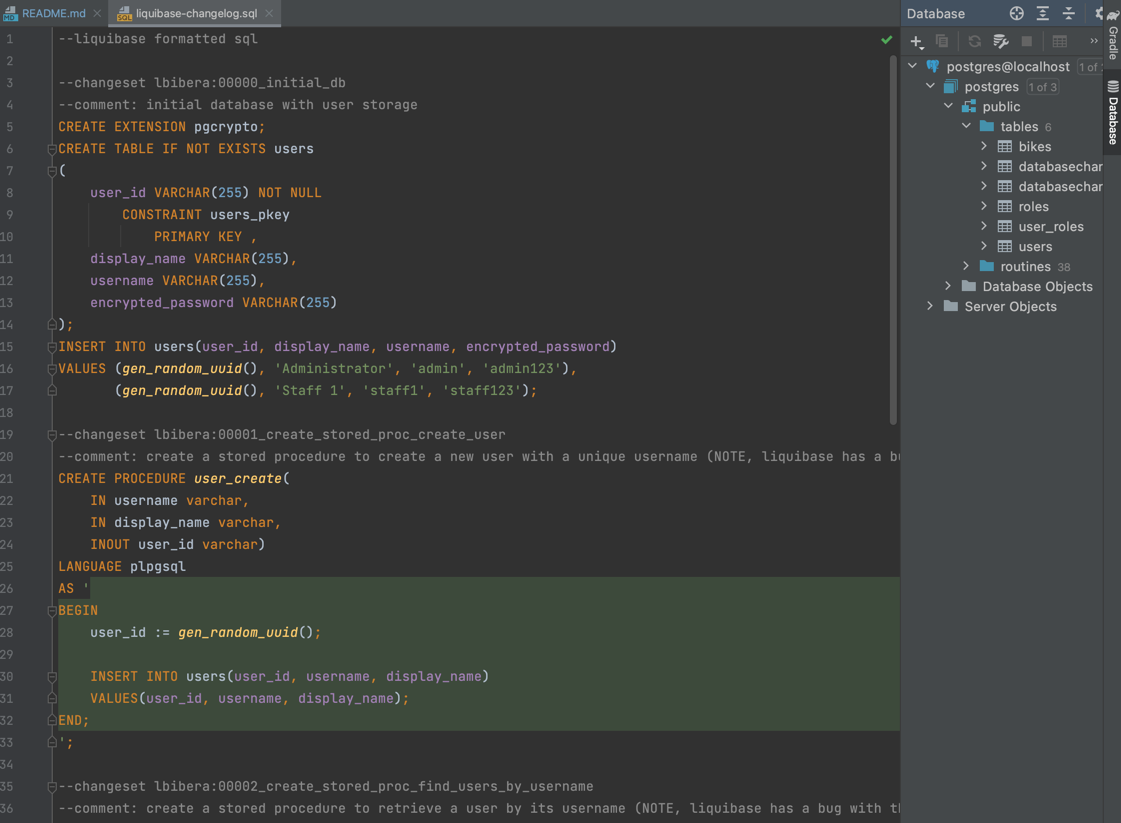 README.md
liquibase-changelog.sql
1 --liquibase formatted sql
2
3 --changeset lbibera:00000_initial_db
4 --comment: initial database with user storage
5 CREATE EXTENSION pgcrypto;
6 CREATE TABLE IF NOT EXISTS users
7 (
8 user_id VARCHAR(255) NOT NULL
9 CONSTRAINT users_pkey
10 PRIMARY KEY ,
11 display_name VARCHAR(255),
12 username VARCHAR(255),
13 encrypted_password VARCHAR(255)
14 );
15 INSERT INTO users(user_id, display_name, username, encrypted_password)
16 VALUES (gen_random_uuid(), 'Administrator', 'admin', 'admin123'),
17 (gen_random_uuid(), 'Staff 1', 'staff1', 'staff123');
18
19 --changeset lbibera:00001_create_stored_proc_create_user
20 --comment: create a stored procedure to create a new user with a unique username (NOTE, liquibase has a bu
21 CREATE PROCEDURE user_create(
22 IN username varchar,
23 IN display_name varchar,
24 INOUT user_id varchar)
25 LANGUAGE plpgsql
26 AS '
27 BEGIN
28 user_id := gen_random_uuid();
29
30 INSERT INTO users(user_id, username, display_name)
31 VALUES(user_id, username, display_name);
32 END;
33 ';
34
35 --changeset lbibera:00002_create_stored_proc_find_users_by_username
36 --comment: create a stored procedure to retrieve a user by its username (NOTE, liquibase has a bug with th
Database
postgres@localhost 1 of
postgres 1 of 3
public
tables 6
bikes
databasechan
databasechan
roles
user_roles
users
routines 38
Database Objects
Server Objects
Gradle
Database